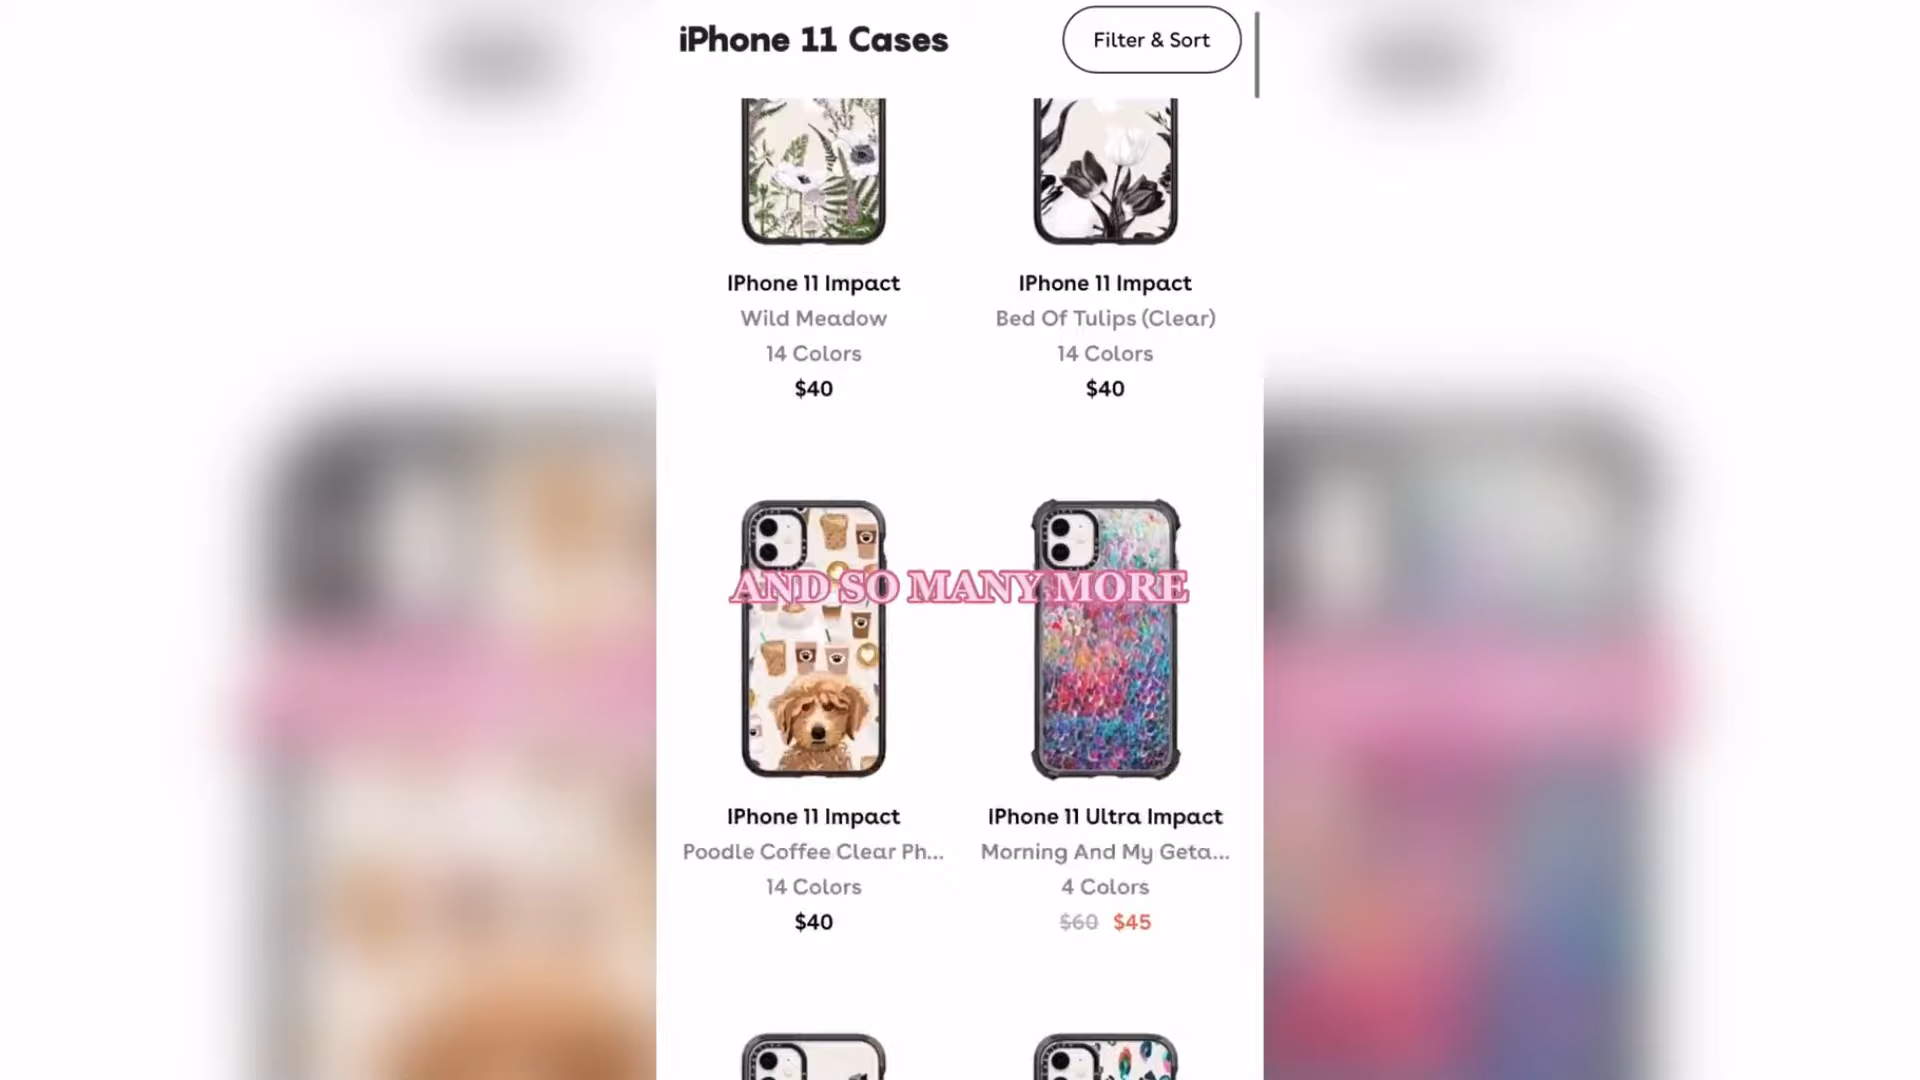 iPhone 11 Cases
Filter & Sort
IPhone 11 Impact
Wild Meadow
14 Colors
$40
IPhone 11 Impact
Bed Of Tulips (Clear)
14 Colors
$40
AND SO MANY MORE
IPhone 11 Impact
Poodle Coffee Clear Ph...
14 Colors
$40
IPhone 11 Ultra Impact
Morning And My Geta...
4 Colors
$60 $45